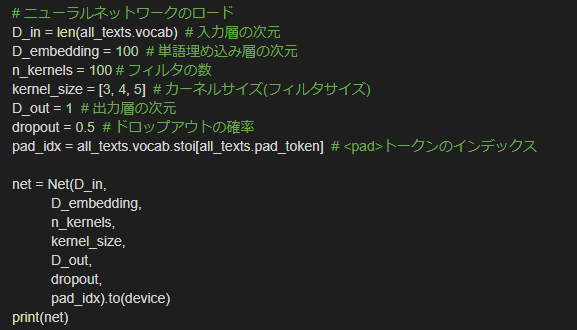 # ニューラルネットワークのロード
D_in = len(all_texts.vocab)  # 入力層の次元
D_embedding = 100  # 単語埋め込み層の次元
n_kernels = 100 # フィルタの数
kernel_size = [3, 4, 5]  # カーネルサイズ(フィルタサイズ)
D_out = 1  # 出力層の次元
dropout = 0.5  # ドロップアウトの確率
pad_idx = all_texts.vocab.stoi[all_texts.pad_token]  # <pad>トークンのインデックス
net = Net(D_in,
D_embedding,
n_kernels,
kernel_size,
D_out,
dropout,
pad_idx).to(device)
print(net)